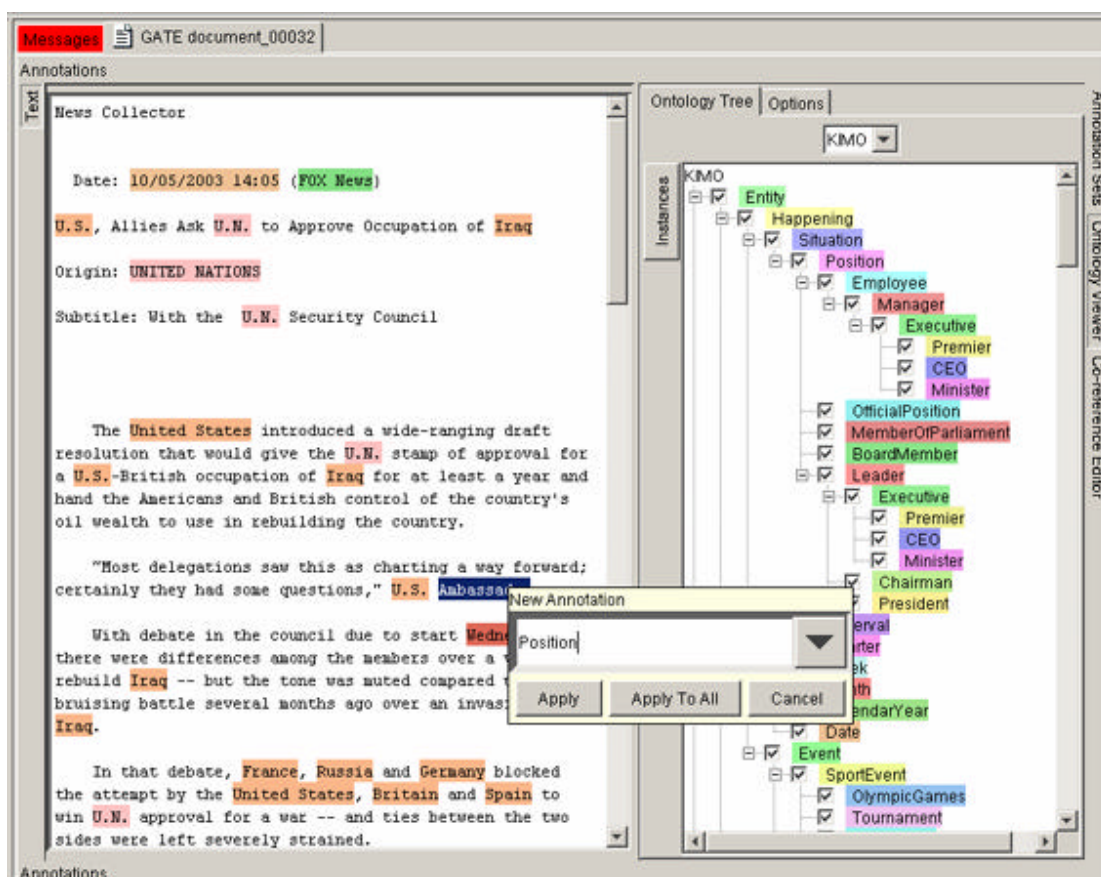 Messages GATE document_00032
Annotations
Text
News Collector
Date: 10/05/2003 14:05 (FOX News)
U.S., Allies Ask U.N. to Approve Occupation of Iraq
Origin: UNITED NATIONS
Subtitle: With the U.N. Security Council
The United States introduced a wide-ranging draft
resolution that would give the U.N. stamp of approval for
a U.S.-British occupation of Iraq for at least a year and
hand the Americans and British control of the country's
oil wealth to use in rebuilding the country.
"Most delegations saw this as charting a way forward;
certainly they had some questions," U.S. Ambassad
With debate in the council due to start Wedne
there were differences among the members over a
rebuild Iraq -- but the tone was muted compared
bruising battle several months ago over an invas
Iraq.
In that debate, France, Russia and Germany blocked
the attempt by the United States, Britain and Spain to
win U.N. approval for a war -- and ties between the two
sides were left severely strained.
New Annotation
Position
Apply Apply To All Cancel
Ontology Tree Options
KIMO
Instances
KIMO
Entity
Happening
Situation
Position
Employee
Manager
Executive
Premier
CEO
Minister
OfficialPosition
MemberOfParliament
BoardMember
Leader
Executive
Premier
CEO
Minister
Chairman
President
erval
arter
ek
nth
endarYear
Date
Event
SportEvent
OlympicGames
Tournament
Annotation Sets
Ontology Viewer
Co-reference Editor
Annotations